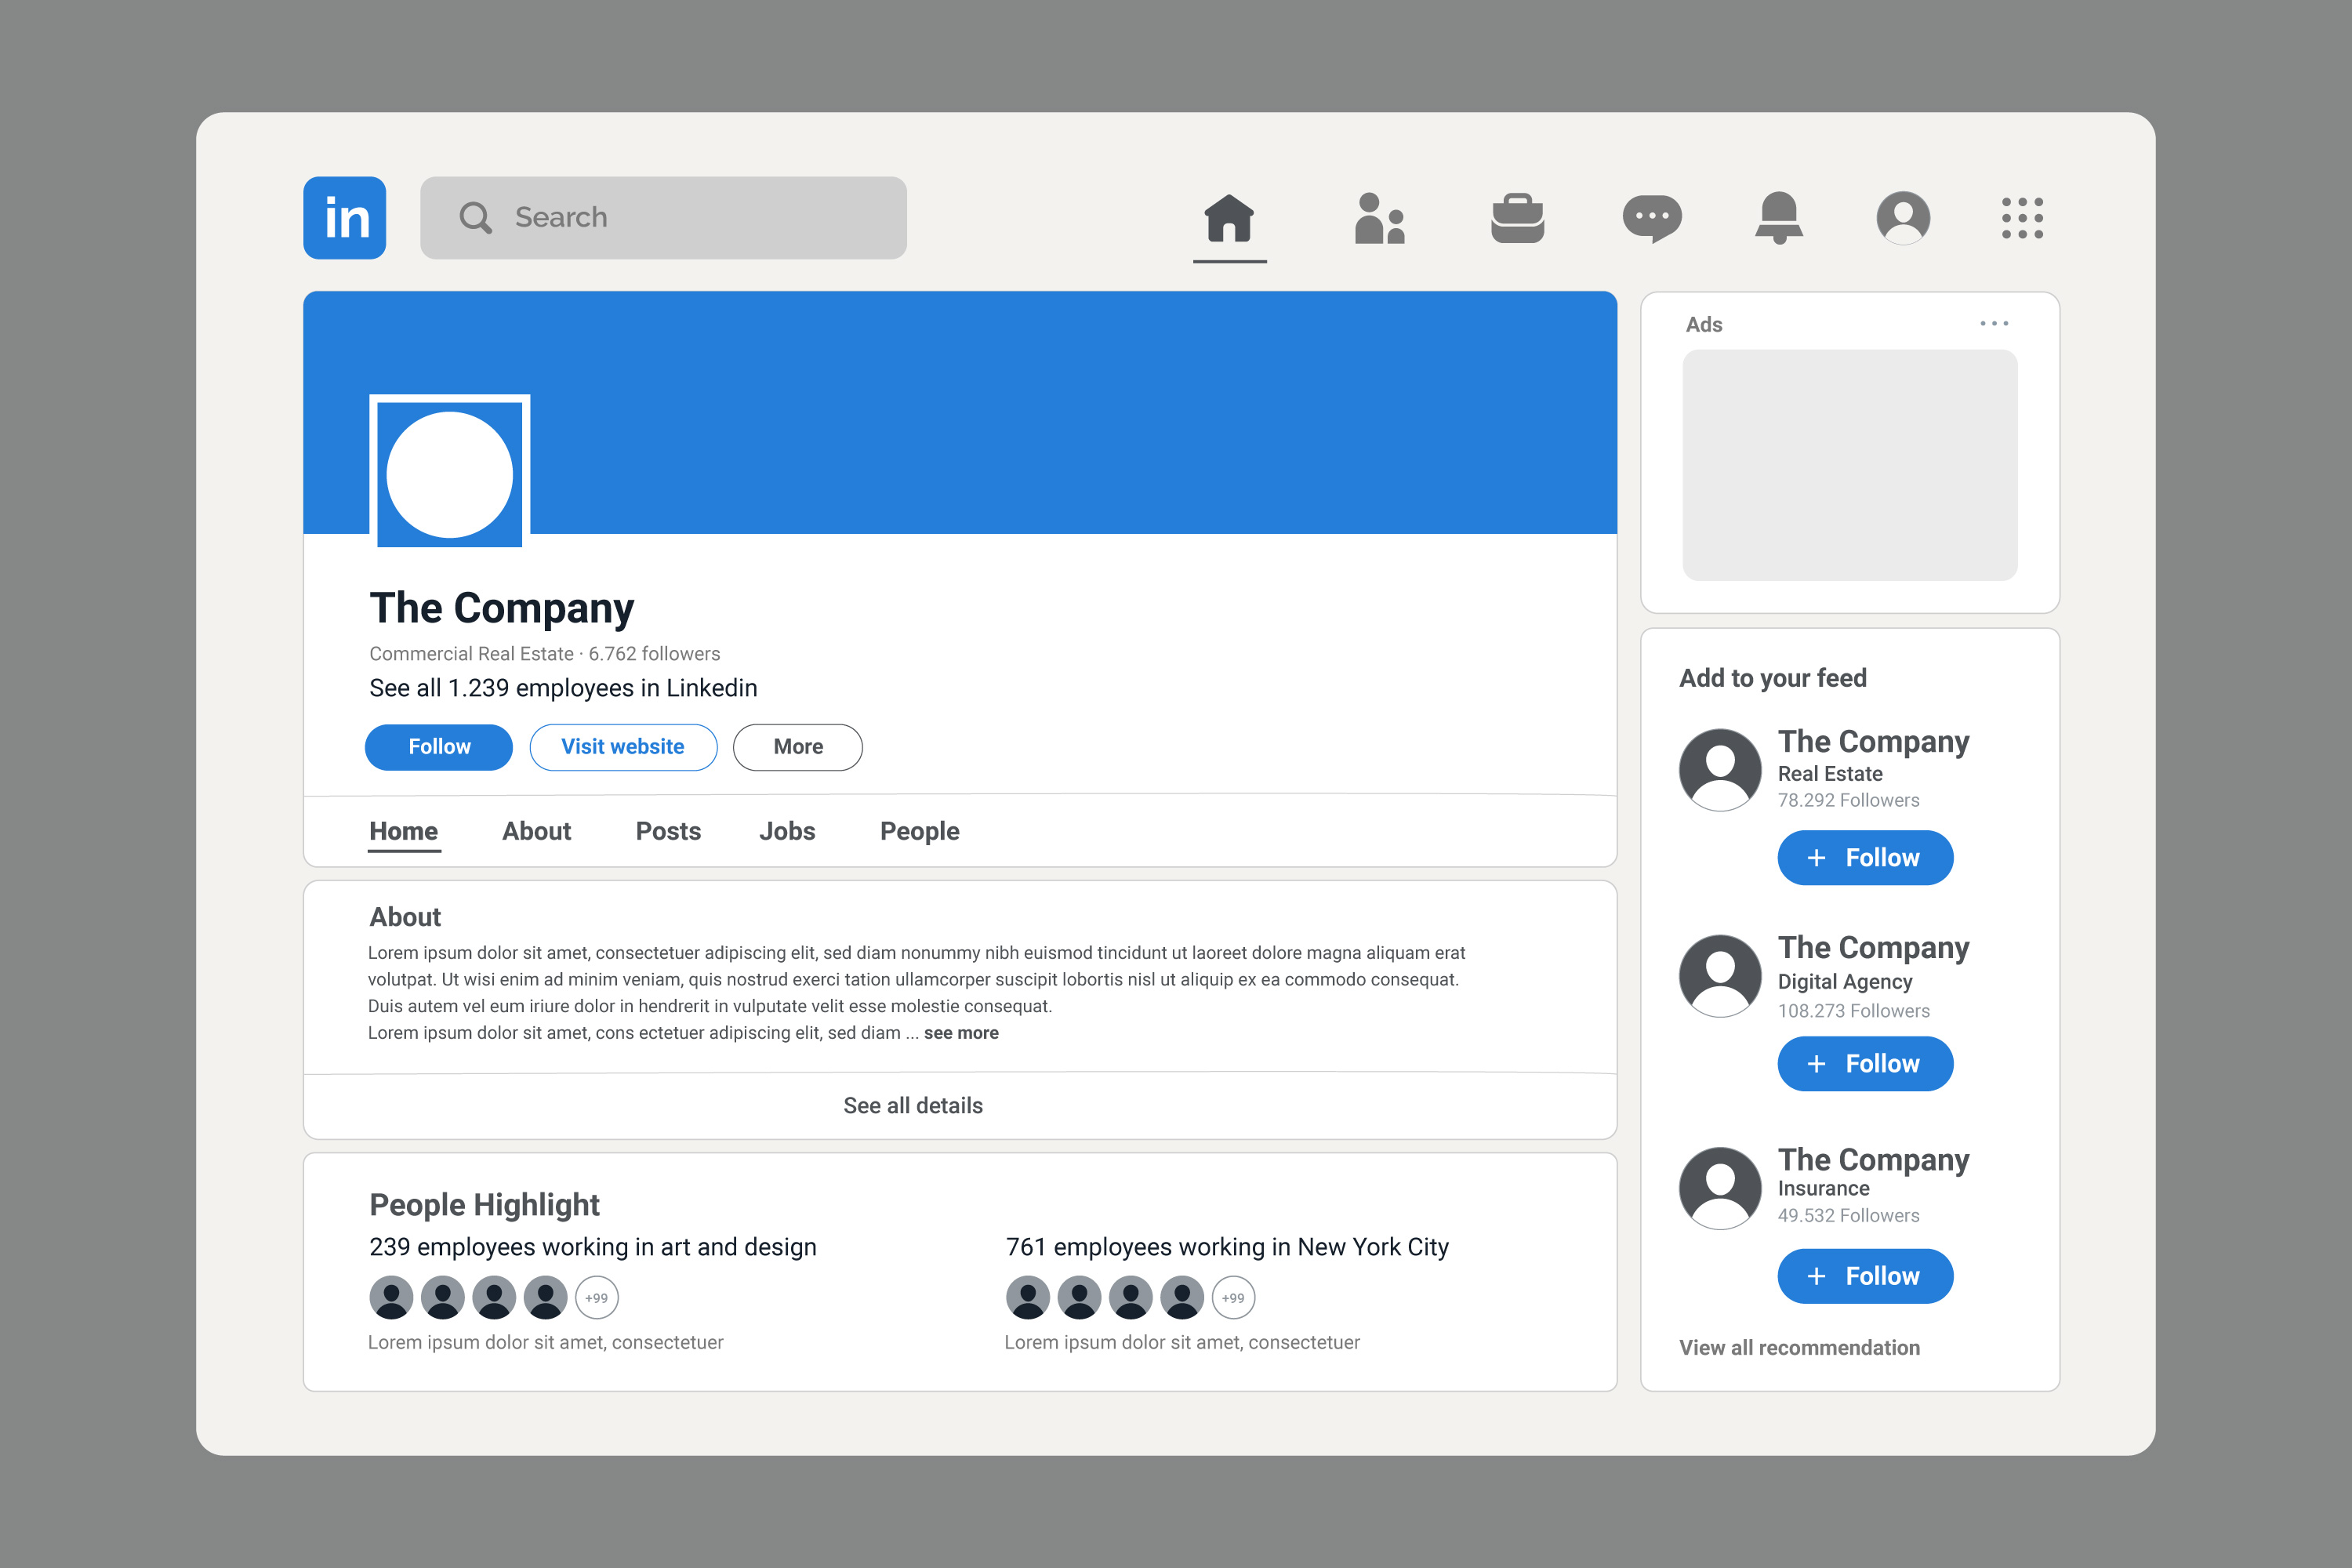 in
Search
The Company
Commercial Real Estate · 6.762 followers
See all 1.239 employees in Linkedin
Follow
Visit website
More
Home
About
Posts
Jobs
People
About
Lorem ipsum dolor sit amet, consectetuer adipiscing elit, sed diam nonummy nibh euismod tincidunt ut laoreet dolore magna aliquam erat
volutpat. Ut wisi enim ad minim veniam, quis nostrud exerci tation ullamcorper suscipit lobortis nisl ut aliquip ex ea commodo consequat.
Duis autem vel eum iriure dolor in hendrerit in vulputate velit esse molestie consequat.
Lorem ipsum dolor sit amet, cons ectetuer adipiscing elit, sed diam ... see more
See all details
People Highlight
239 employees working in art and design
+99
Lorem ipsum dolor sit amet, consectetuer
761 employees working in New York City
+99
Lorem ipsum dolor sit amet, consectetuer
Ads
Add to your feed
The Company
Real Estate
78.292 Followers
+ Follow
The Company
Digital Agency
108.273 Followers
+ Follow
The Company
Insurance
49.532 Followers
+ Follow
View all recommendation